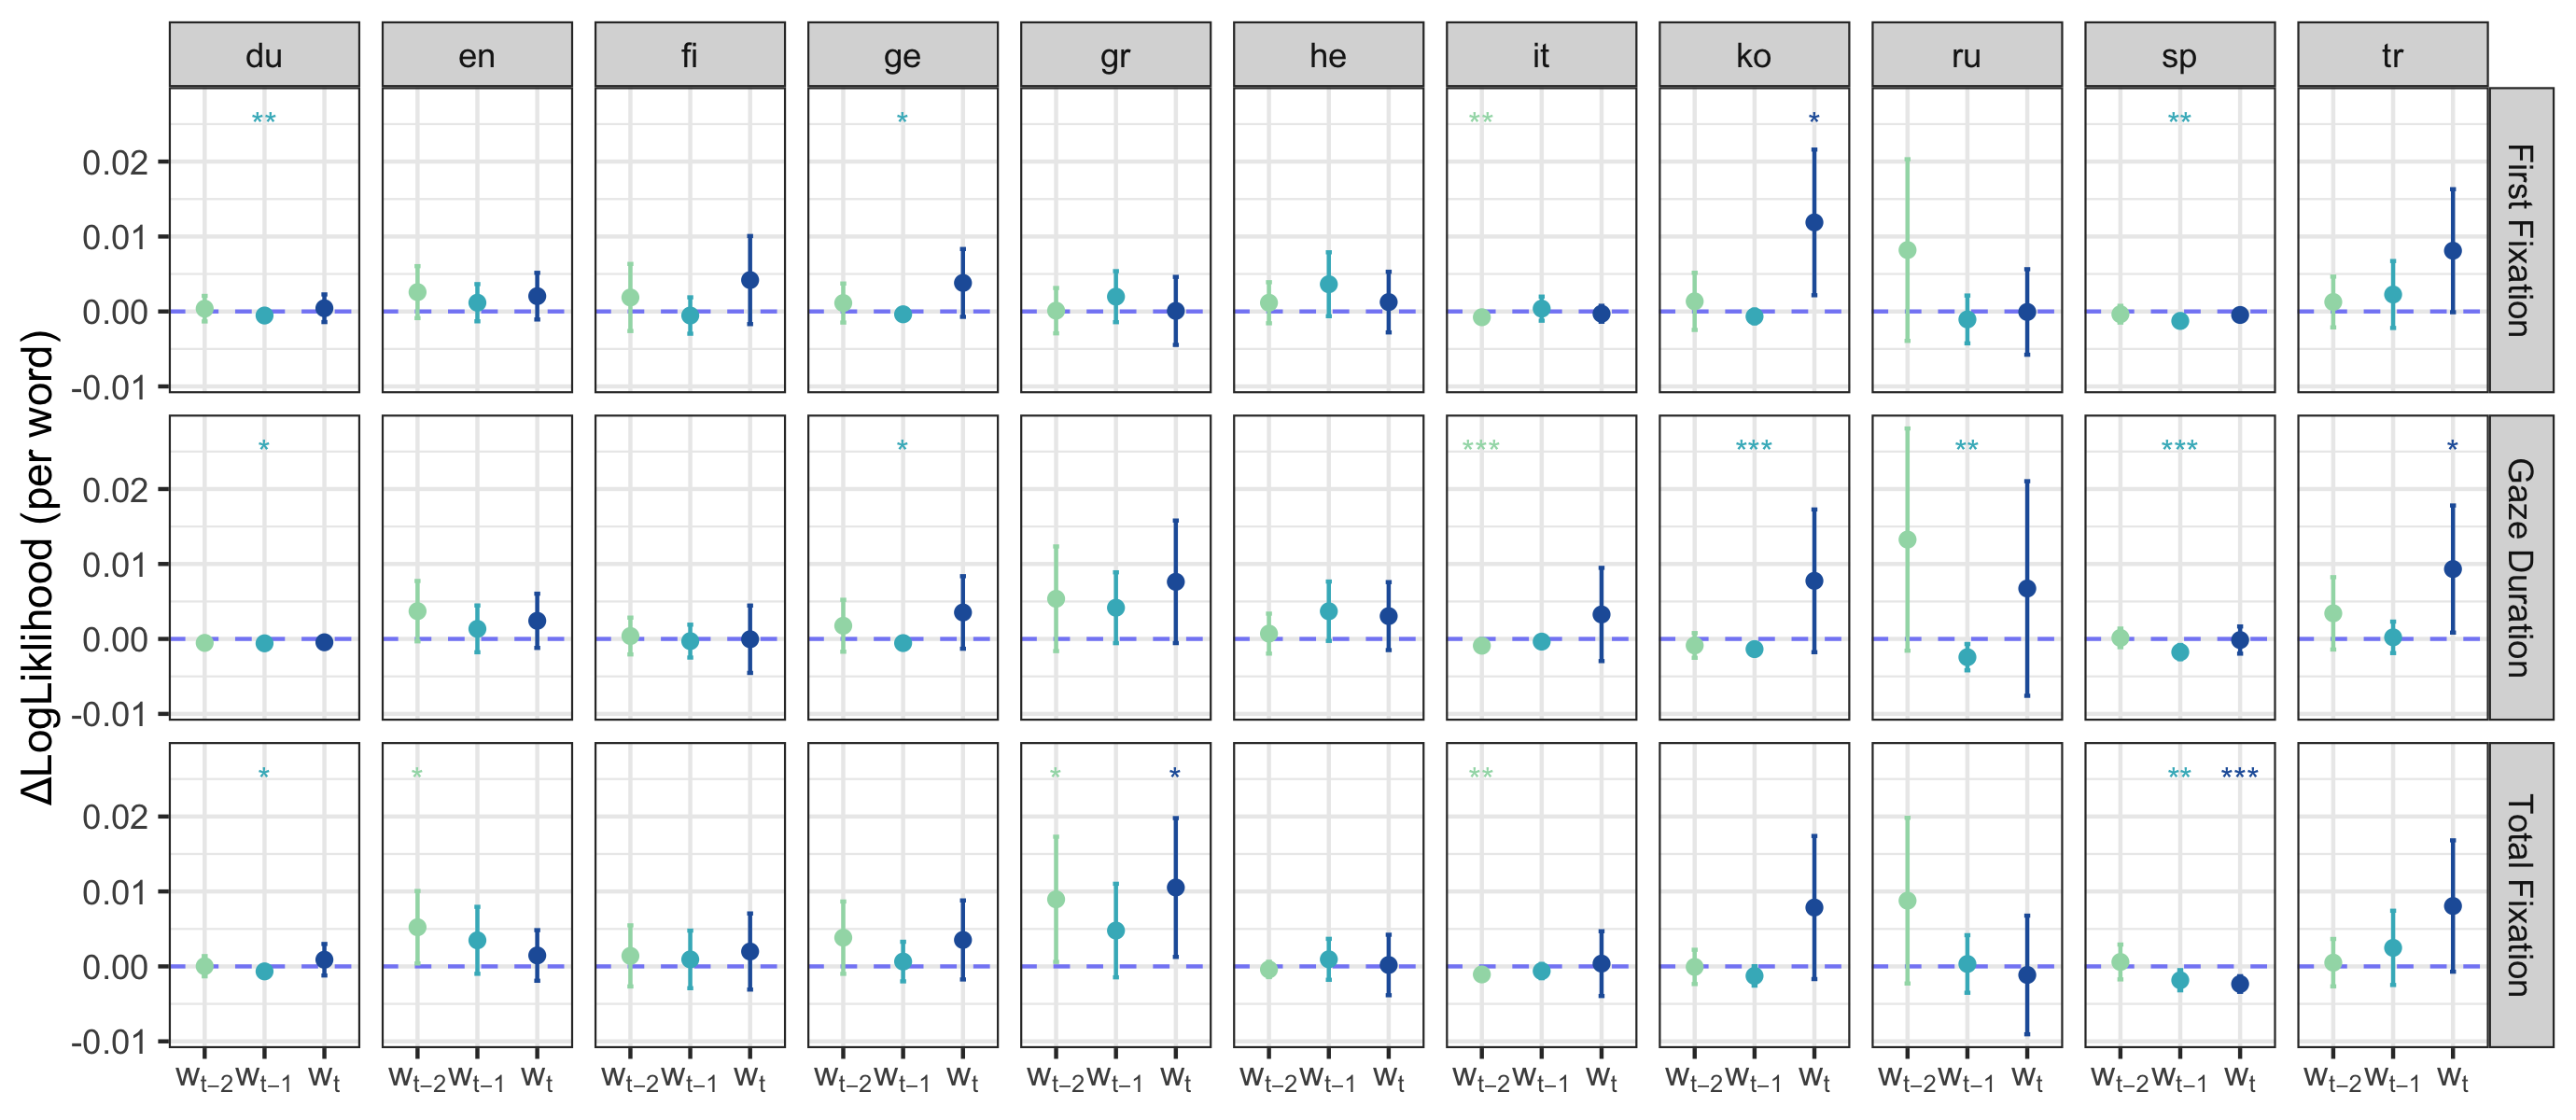 du en fi ge gr he it ko ru sp tr
** * ** * **
0.02
0.01
0.00
-0.01
First Fixation
* * *** *** ** *** *
0.02
0.01
0.00
-0.01
Gaze Duration
* * * * ** ** ***
0.02
0.01
0.00
-0.01
Total Fixation
ΔLogLiklihood (per word)
wt−2 wt−1 wt wt−2 wt−1 wt wt−2 wt−1 wt wt−2 wt−1 wt wt−2 wt−1 wt wt−2 wt−1 wt wt−2 wt−1 wt wt−2 wt−1 wt wt−2 wt−1 wt wt−2 wt−1 wt wt−2 wt−1 wt